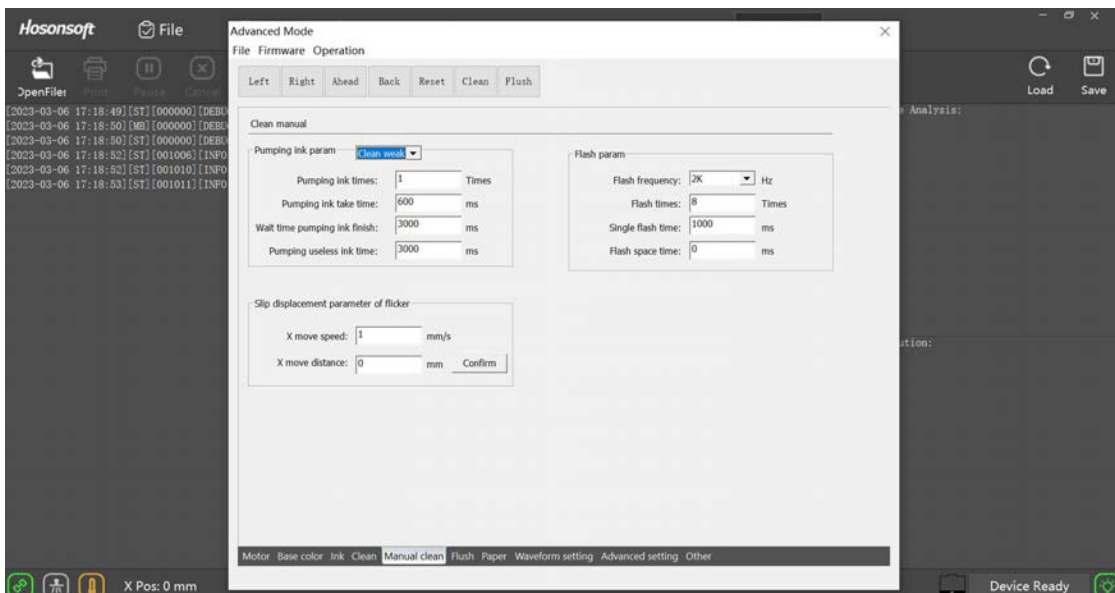 Hosonsoft File
OpenFiles Print Pause Cancel
[2023-03-06 17:18:49][ST][000000][DEBU
[2023-03-06 17:18:50][MB][000000][DEBU
[2023-03-06 17:18:50][ST][000000][DEBU
[2023-03-06 17:18:52][ST][001006][INFO
[2023-03-06 17:18:52][ST][001010][INFO
[2023-03-06 17:18:53][ST][001011][INFO
Advanced Mode
File Firmware Operation
Left Right Ahead Back Reset Clean Flush
Clean manual
Pumping ink param Clean weak
Pumping ink times: 1 Times
Pumping ink take time: 600 ms
Wait time pumping ink finish: 3000 ms
Pumping useless ink time: 3000 ms
Flash param
Flash frequency: 2K Hz
Flash times: 8 Times
Single flash time: 1000 ms
Flash space time: 0 ms
Slip displacement parameter of flicker
X move speed: 1 mm/s
X move distance: 0 mm Confirm
Motor Base color Ink Clean Manual clean Flush Paper Waveform setting Advanced setting Other
Load Save
e Analysis:
ution:
X Pos: 0 mm
Device Ready